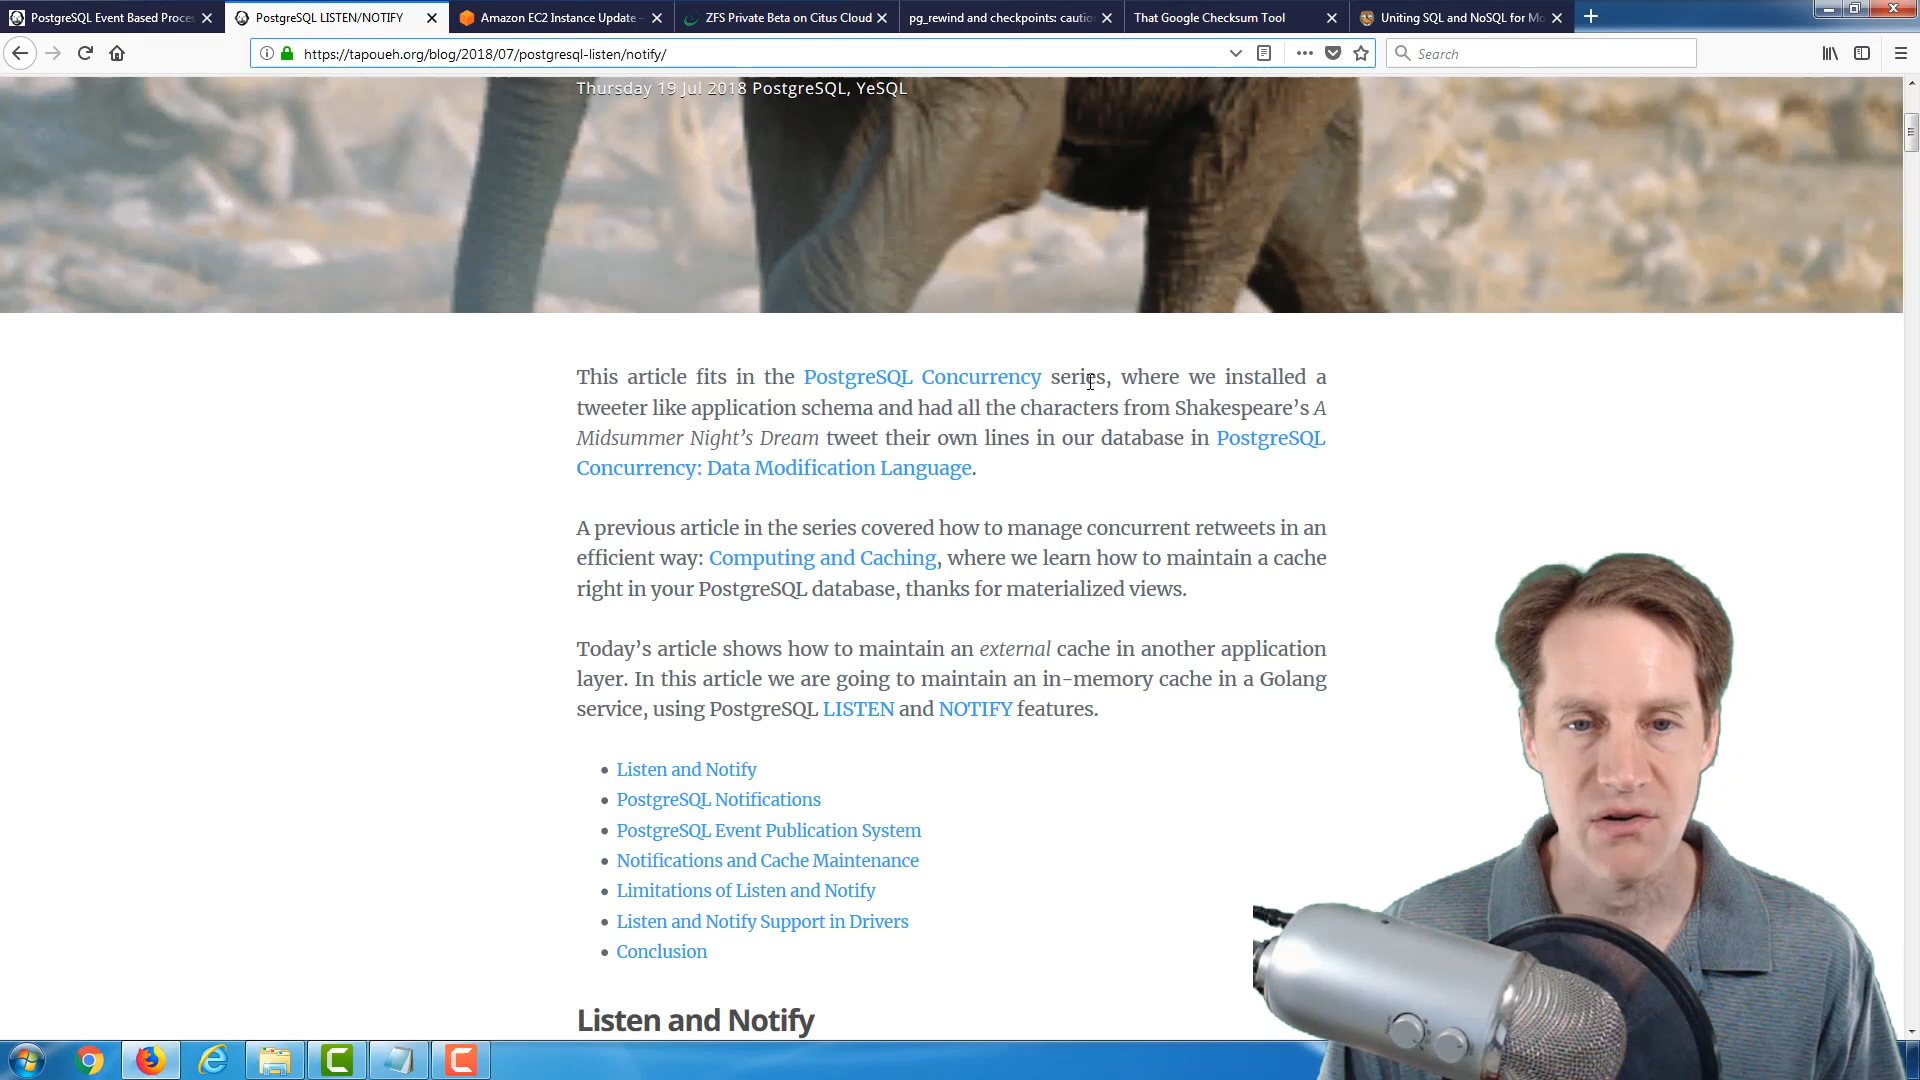 PostgreSQL Event Based Proces
PostgreSQL LISTEN/NOTIFY
Amazon EC2 Instance Update –
ZFS Private Beta on Citus Cloud
pg_rewind and checkpoints: cautio
That Google Checksum Tool
Uniting SQL and NoSQL for Mo
https://tapoueh.org/blog/2018/07/postgresql-listen/notify/
Search
Thursday 19 Jul 2018 PostgreSQL, YeSQL
This article fits in the PostgreSQL Concurrency series, where we installed a
tweeter like application schema and had all the characters from Shakespeare’s A
Midsummer Night’s Dream tweet their own lines in our database in PostgreSQL
Concurrency: Data Modification Language.
A previous article in the series covered how to manage concurrent retweets in an
efficient way: Computing and Caching, where we learn how to maintain a cache
right in your PostgreSQL database, thanks for materialized views.
Today’s article shows how to maintain an external cache in another application
layer. In this article we are going to maintain an in-memory cache in a Golang
service, using PostgreSQL LISTEN and NOTIFY features.
• Listen and Notify
• PostgreSQL Notifications
• PostgreSQL Event Publication System
• Notifications and Cache Maintenance
• Limitations of Listen and Notify
• Listen and Notify Support in Drivers
• Conclusion
Listen and Notify